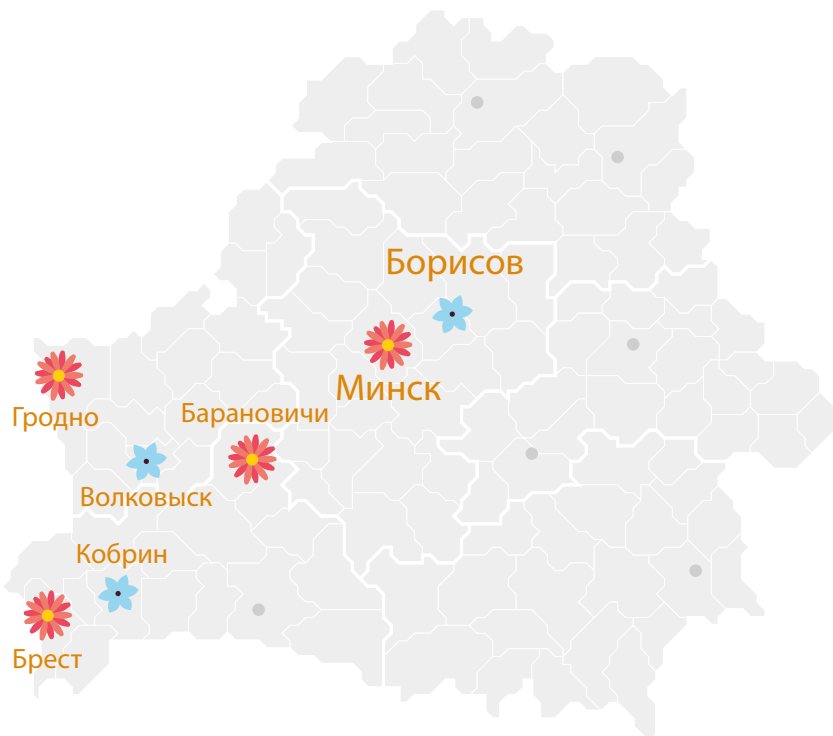 Борисов
Минск
Гродно
Барановичи
Волковыск
Кобрин
Брест